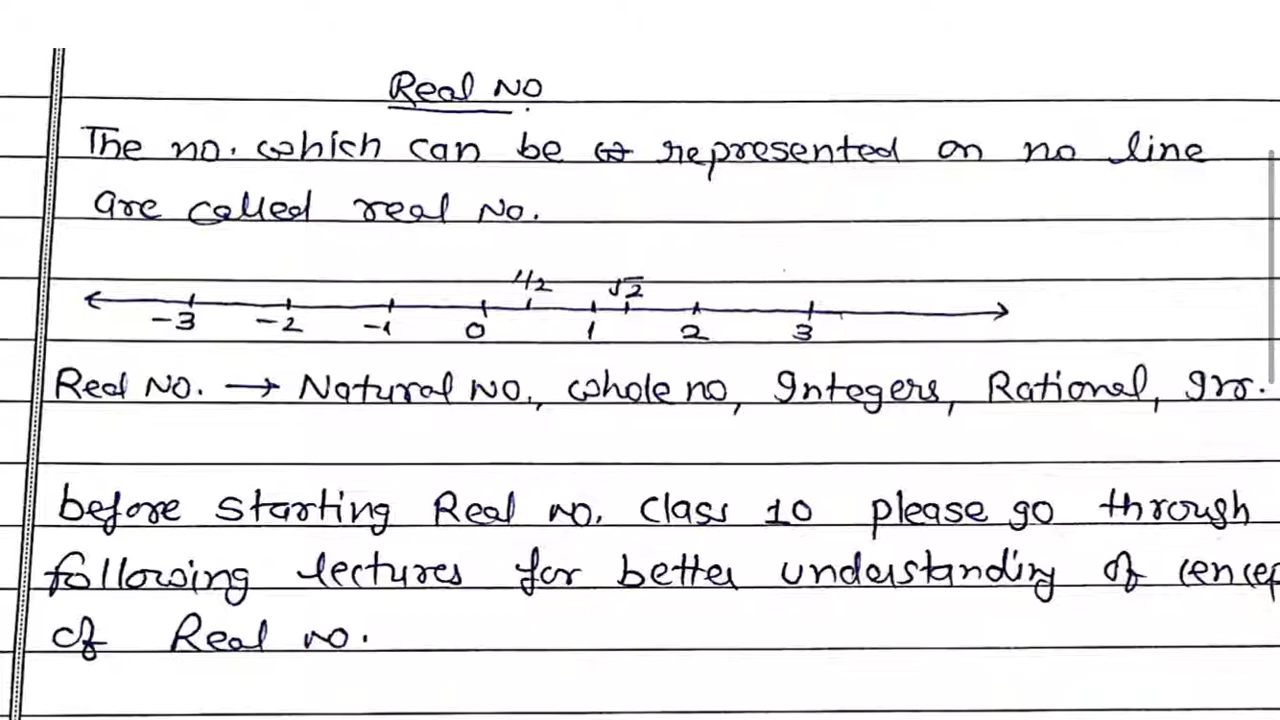 Real NO.
The no. which can be represented on no line
are called real No.
1/2 √2
-3 -2 -1 0 1 2 3
Real NO. → Natural NO., whole no, Integers, Rational, Irr.
before starting Real no. class 10 please go through
following lectures for better understanding of
of Real no.